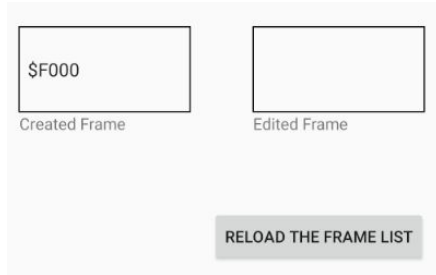 $F000
Created Frame
Edited Frame
RELOAD THE FRAME LIST